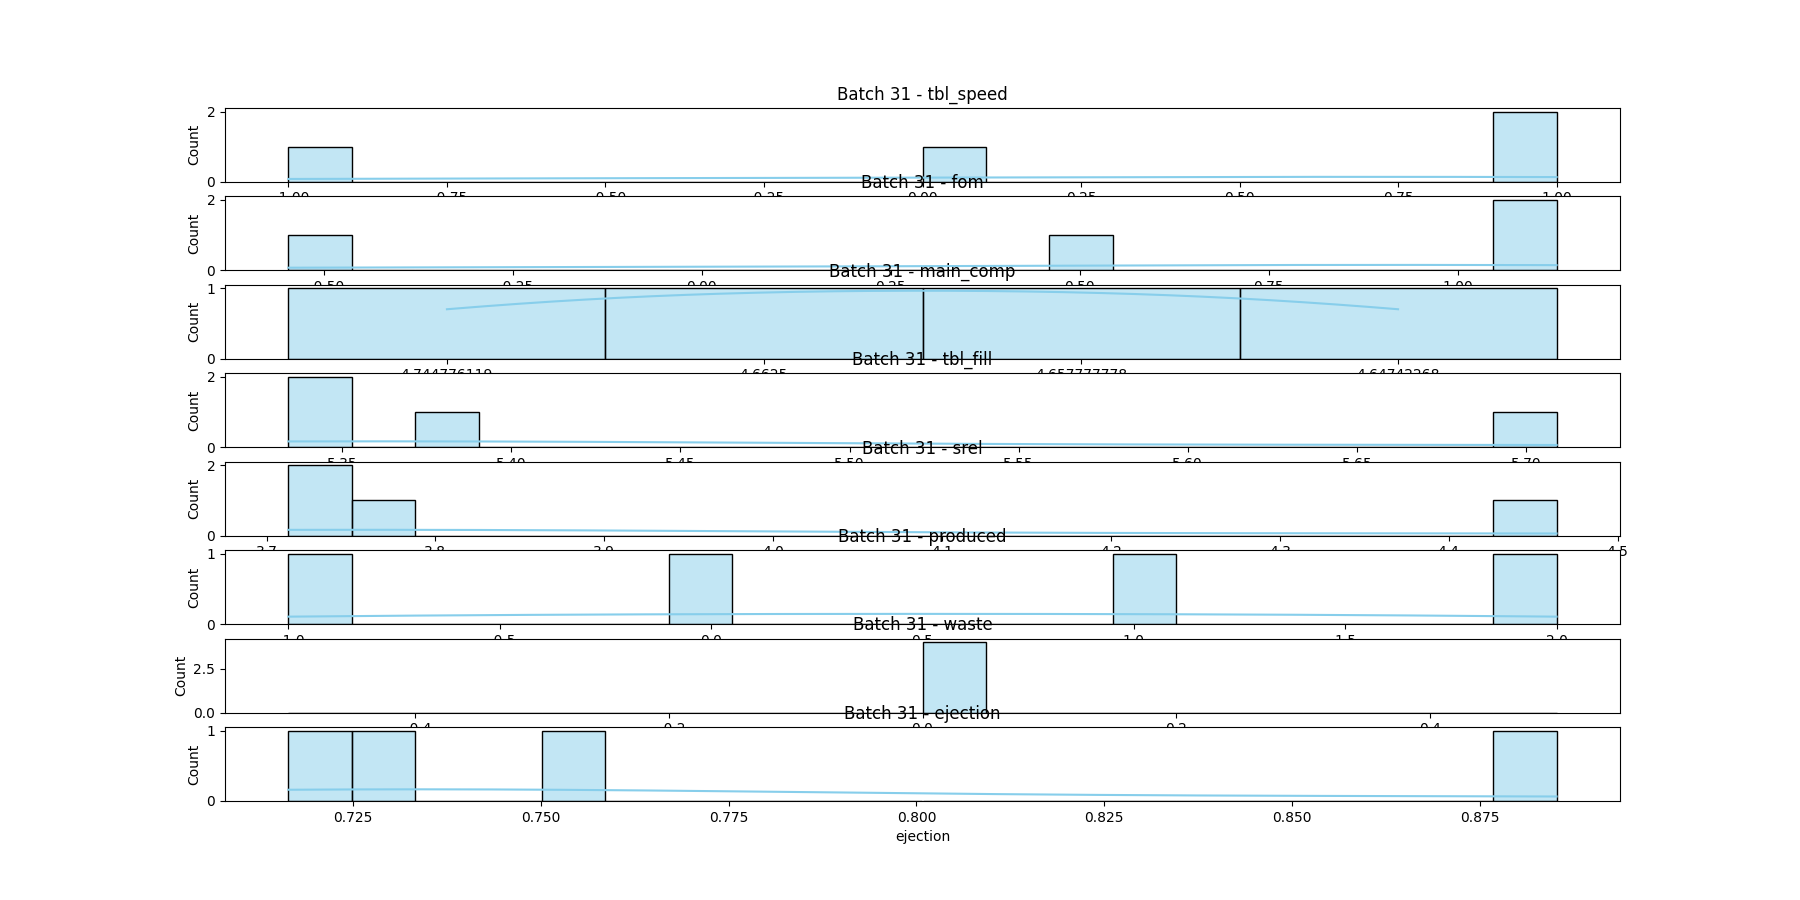 Batch 31 - tbl_speed
Count
2
0
1.00 0.75 0.50 0.25 0.00 0.25 0.50 0.75 1.00
Batch 31 - fom
Count
2
0
0.50 0.25 0.00 0.25 0.50 0.75 1.00
Batch 31 - main_comp
Count
1
0
4.744776119 4.6625 4.657777778 4.64742268
Batch 31 - tbl_fill
Count
2
0
5.35 5.40 5.45 5.50 5.55 5.60 5.65 5.70
Batch 31 - srel
Count
2
0
3.7 3.8 3.9 4.0 4.1 4.2 4.3 4.4 4.5
Batch 31 - produced
Count
1
0
1.0 0.5 0.0 0.5 1.0 1.5 2.0
Batch 31 - waste
Count
2.5
0.0
0.4 0.2 0.0 0.2 0.4
Batch 31 - ejection
Count
1
0
0.725 0.750 0.775 0.800 0.825 0.850 0.875
ejection